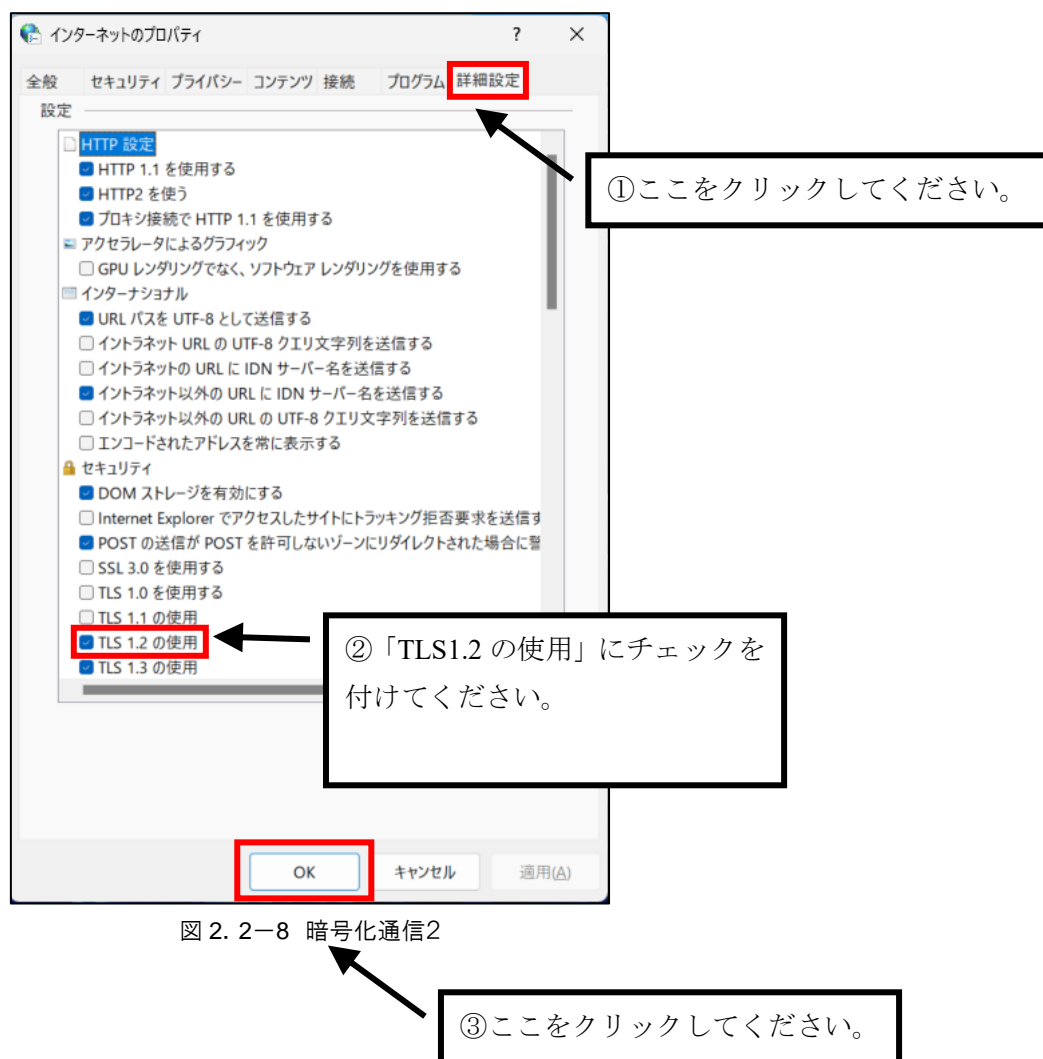 インターネットのプロパティ ? ×
全般 セキュリティ プライバシー コンテンツ 接続 プログラム 詳細設定
設定
HTTP 設定
HTTP 1.1 を使用する
HTTP2 を使う
プロキシ接続で HTTP 1.1 を使用する
①ここをクリックしてください。
アクセラレータによるグラフィック
GPU レンダリングでなく、ソフトウェア レンダリングを使用する
インターナショナル
URL パスを UTF-8 として送信する
イントラネット URL の UTF-8 クエリ文字列を送信する
イントラネットの URL に IDN サーバー名を送信する
イントラネット以外の URL に IDN サーバー名を送信する
イントラネット以外の URL の UTF-8 クエリ文字列を送信する
エンコードされたアドレスを常に表示する
セキュリティ
DOM ストレージを有効にする
Internet Explorer でアクセスしたサイトにトラッキング拒否要求を送信す
POST の送信が POST を許可しないゾーンにリダイレクトされた場合に警
SSL 3.0 を使用する
TLS 1.0 を使用する
TLS 1.1 の使用
TLS 1.2 の使用
TLS 1.3 の使用
②「TLS1.2 の使用」にチェックを
付けてください。
OK キャンセル 適用(A)
図 2. 2－8 暗号化通信2
③ここをクリックしてください。